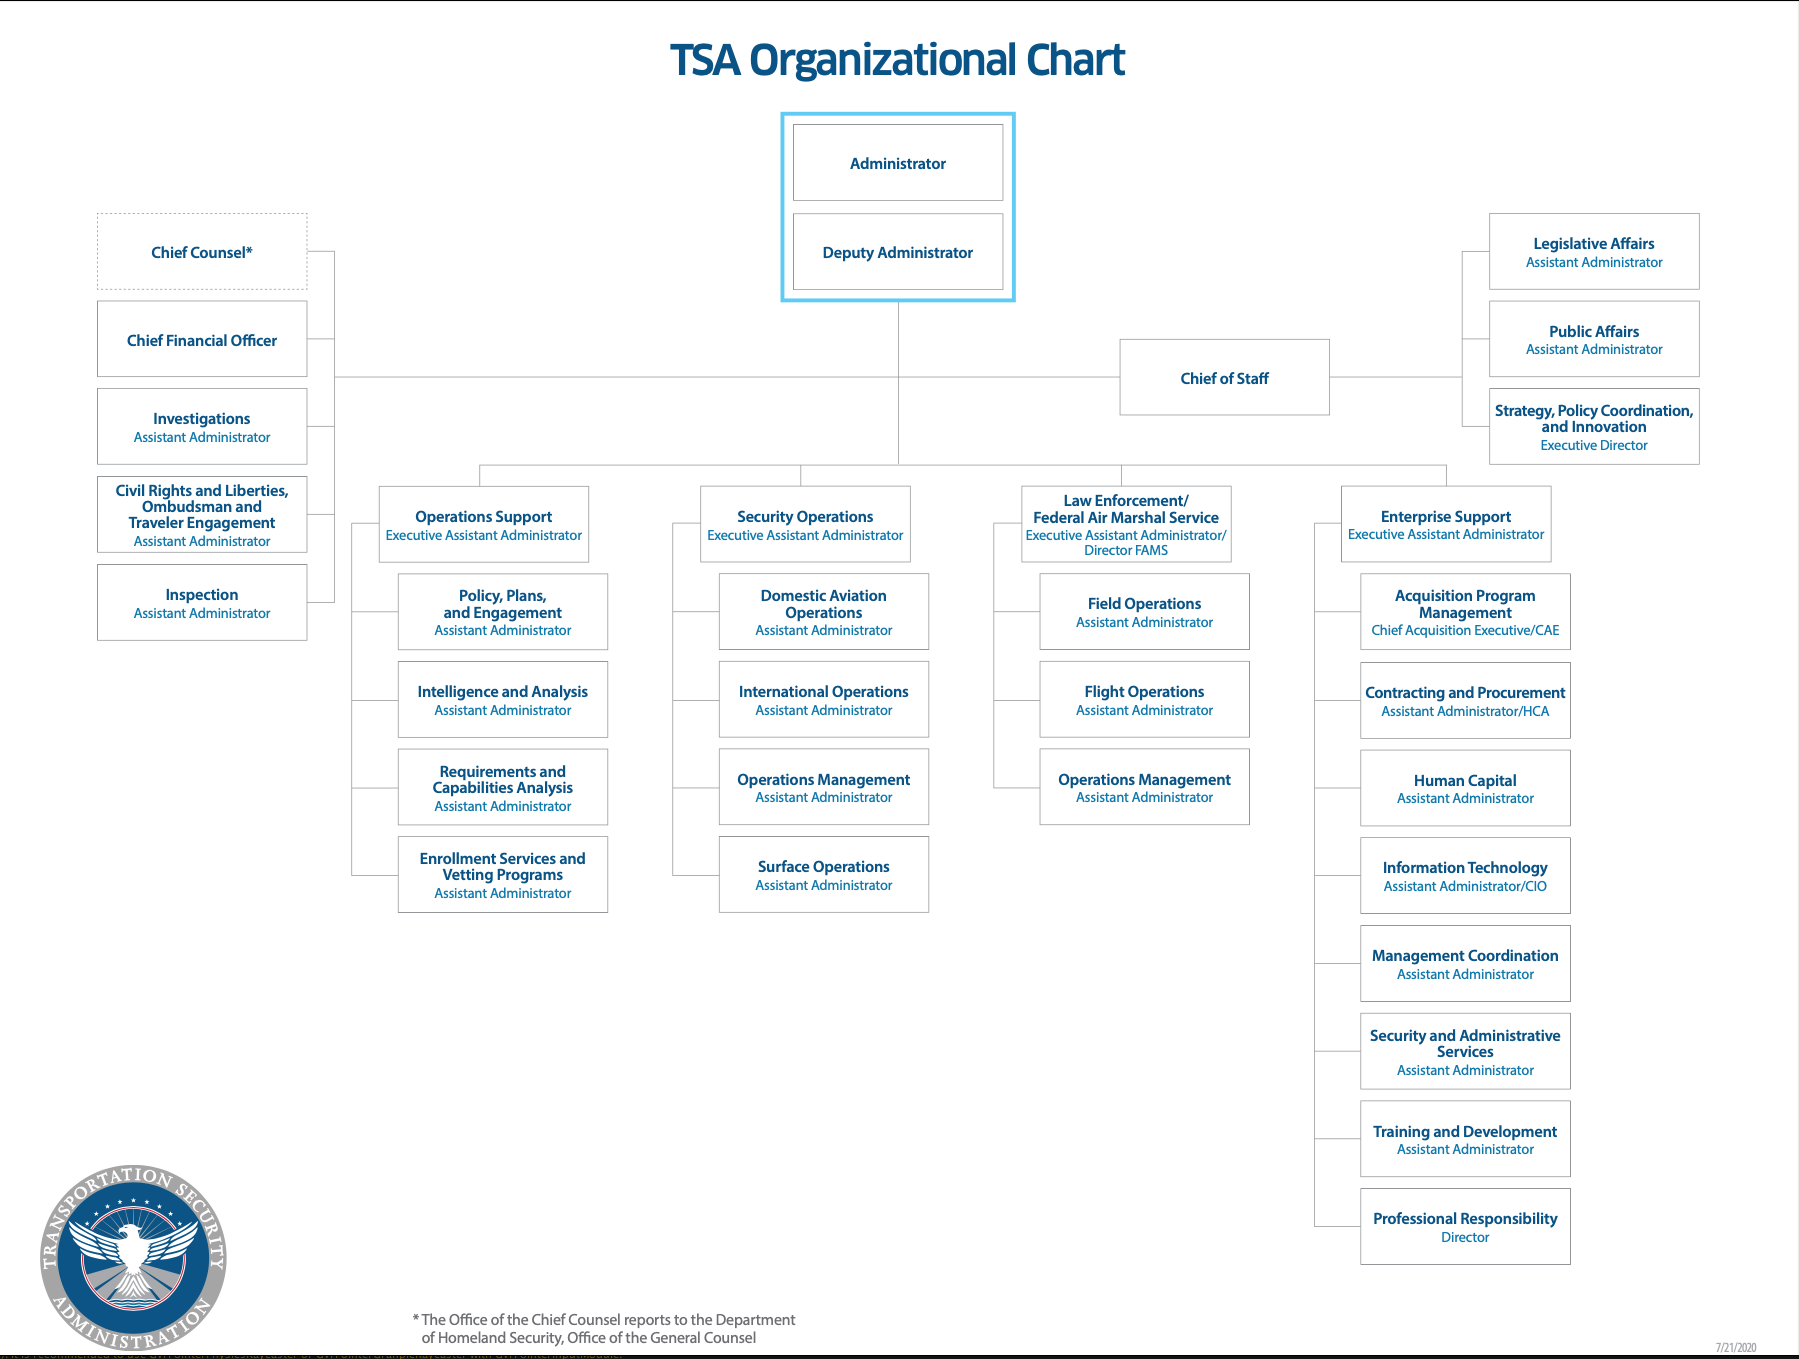 TSA Organizational Chart
Administrator
Deputy Administrator
Chief Counsel*
Chief Financial Officer
Investigations
Assistant Administrator
Civil Rights and Liberties,
Ombudsman and
Traveler Engagement
Assistant Administrator
Inspection
Assistant Administrator
Chief of Staff
Legislative Affairs
Assistant Administrator
Public Affairs
Assistant Administrator
Strategy, Policy Coordination,
and Innovation
Executive Director
Operations Support
Executive Assistant Administrator
Policy, Plans,
and Engagement
Assistant Administrator
Intelligence and Analysis
Assistant Administrator
Requirements and
Capabilities Analysis
Assistant Administrator
Enrollment Services and
Vetting Programs
Assistant Administrator
Security Operations
Executive Assistant Administrator
Domestic Aviation
Operations
Assistant Administrator
International Operations
Assistant Administrator
Operations Management
Assistant Administrator
Surface Operations
Assistant Administrator
Law Enforcement/
Federal Air Marshal Service
Executive Assistant Administrator/
Director FAMS
Field Operations
Assistant Administrator
Flight Operations
Assistant Administrator
Operations Management
Assistant Administrator
Enterprise Support
Executive Assistant Administrator
Acquisition Program
Management
Chief Acquisition Executive/CAE
Contracting and Procurement
Assistant Administrator/HCA
Human Capital
Assistant Administrator
Information Technology
Assistant Administrator/CIO
Management Coordination
Assistant Administrator
Security and Administrative
Services
Assistant Administrator
Training and Development
Assistant Administrator
Professional Responsibility
Director
TRANSPORTATION SECURITY
ADMINISTRATION
* The Office of the Chief Counsel reports to the Department
of Homeland Security, Office of the General Counsel
7/21/2020